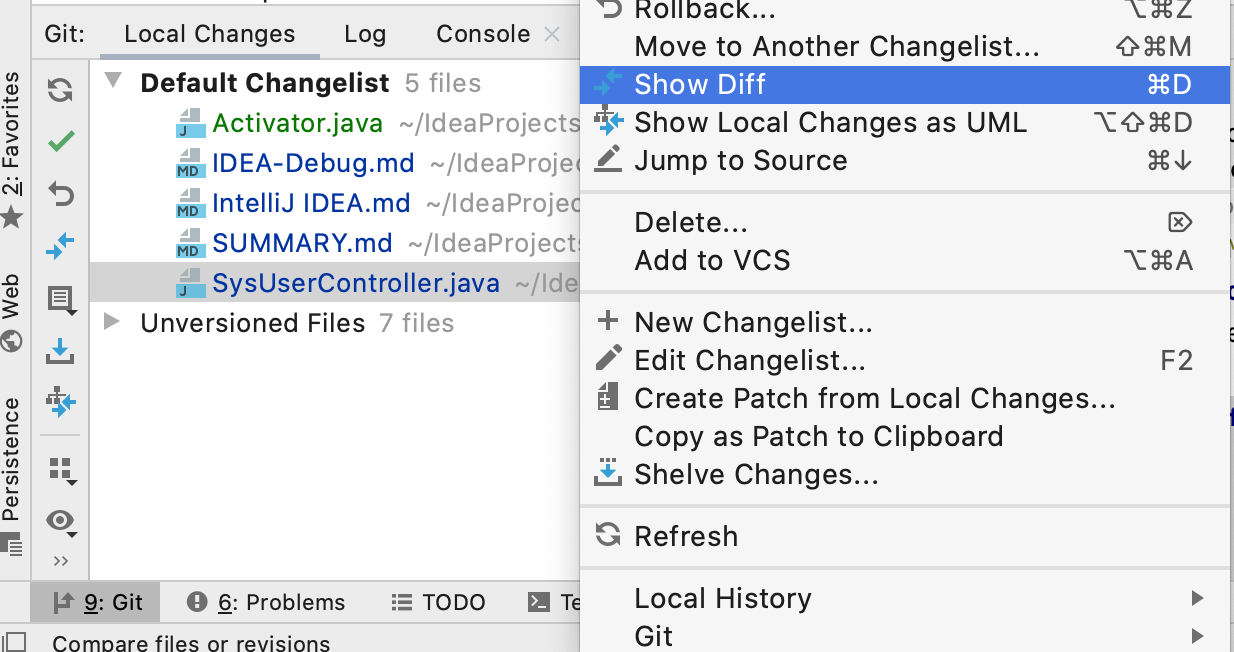 Git:
Local Changes
Log
Console
Default Changelist 5 files
J Activator.java ~/IdeaProjects
MD IDEA-Debug.md ~/IdeaProjec
MD IntelliJ IDEA.md ~/IdeaProjec
MD SUMMARY.md ~/IdeaProjects
J SysUserController.java ~/Ide
Unversioned Files 7 files
2: Favorites
Web
Persistence
Rollback... ⌥⌘Z
Move to Another Changelist... ⇧⌘M
Show Diff ⌘D
Show Local Changes as UML ⌥⇧⌘D
Jump to Source ⌘↓
Delete... ⌦
Add to VCS ⌥⌘A
New Changelist...
Edit Changelist... F2
Create Patch from Local Changes...
Copy as Patch to Clipboard
Shelve Changes...
Refresh
Local History
Git
9: Git
6: Problems
TODO
Te
Compare files or revisions